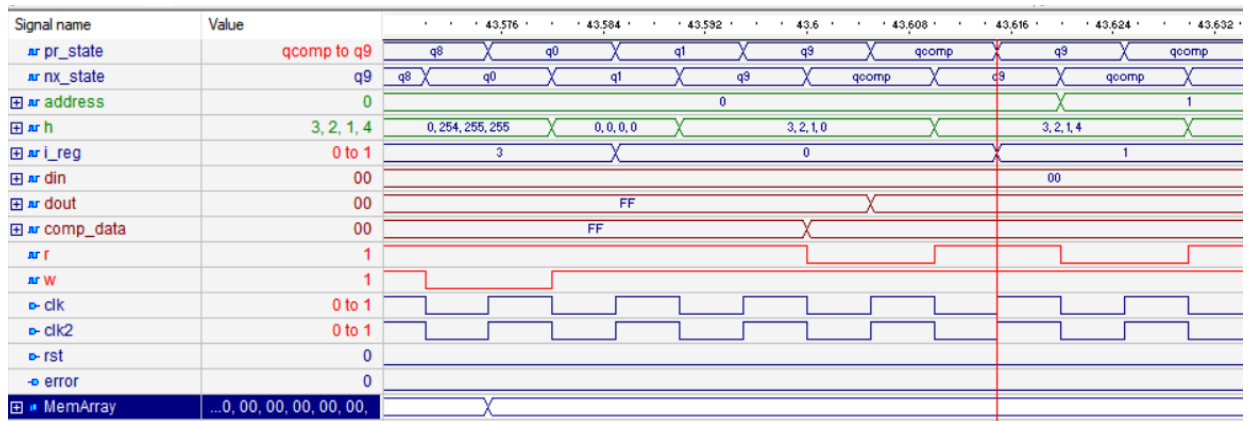 Signal name Value 43.576 43.584 43.592 43.6 43.608 43.616 43.624 43.632
pr_state qcomp to q9 q8 q0 q1 q9 qcomp q9 qcomp
nx_state q9 q8 q0 q1 q9 qcomp q9 qcomp
address 0 0 1
h 3, 2, 1, 4 0, 254, 255, 255 0, 0, 0, 0 3, 2, 1, 0 3, 2, 1, 4
i_reg 0 to 1 3 0 1
din 00 00
dout 00 FF
comp_data 00 FF
r 1
w 1
clk 0 to 1
clk2 0 to 1
rst 0
error 0
MemArray ...0, 00, 00, 00, 00, 00,